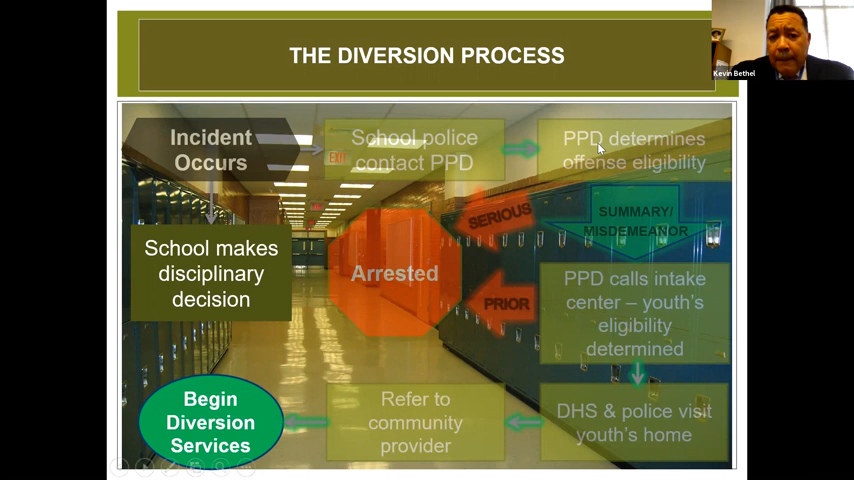 THE DIVERSION PROCESS
Kevin Bethel
Incident
Occurs
School police
contact PPD
PPD determines
offense eligibility
EXIT
SERIOUS
SUMMARY/
MISDEMEANOR
School makes
disciplinary
decision
Arrested
PRIOR
PPD calls intake
center – youth's
eligibility
determined
Begin
Diversion
Services
Refer to
community
provider
DHS & police visit
youth's home